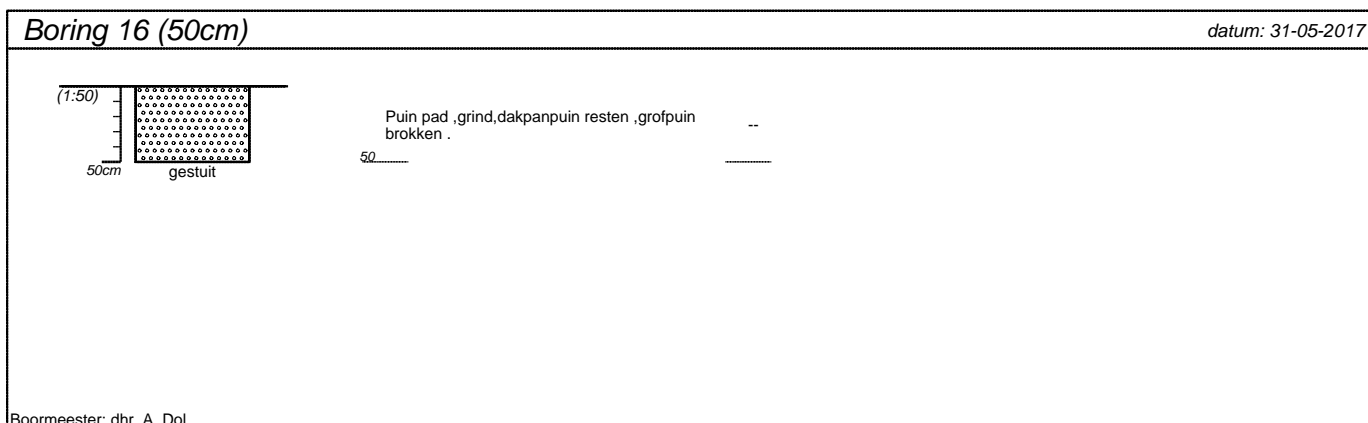 Boring 16 (50cm)
datum: 31-05-2017
(1:50)
Puin pad ,grind,dakpanpuin resten ,grofpuin
brokken .
--
50
50cm
gestuit
Boormeester: dhr. A. Dol